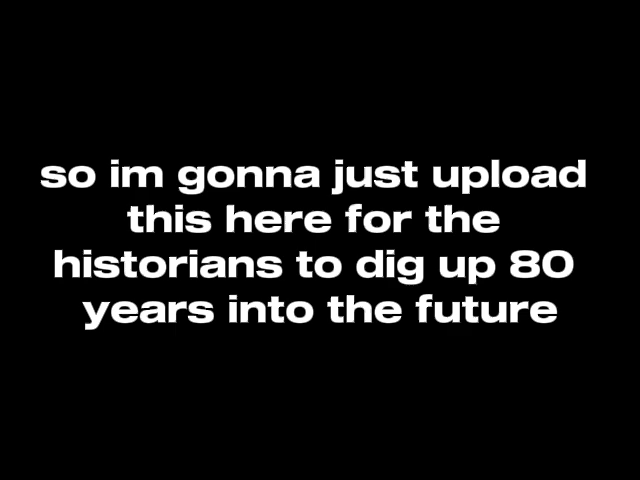 so im gonna just upload
this here for the
historians to dig up 80
years into the future